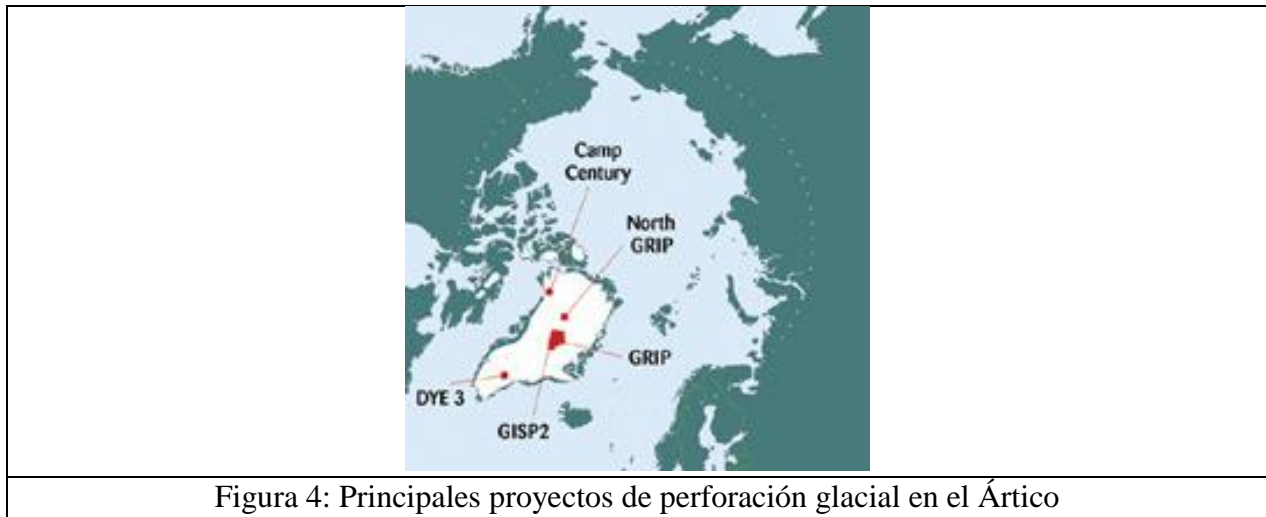 Camp
Century
North
GRIP
GRIP
DYE 3
GISP2
Figura 4: Principales proyectos de perforación glacial en el Ártico